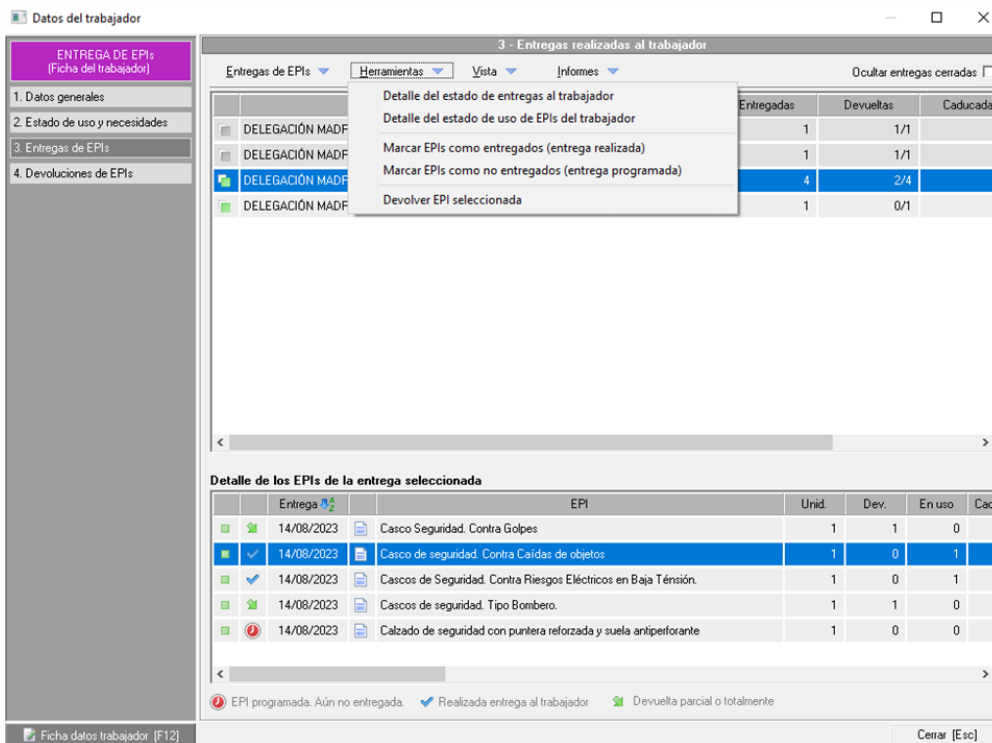 Datos del trabajador
ENTREGA DE EPIs
(Ficha del trabajador)
1. Datos generales
2. Estado de uso y necesidades
3. Entregas de EPIs
4. Devoluciones de EPIs
Ficha datos trabajador [F12]
3 - Entregas realizadas al trabajador
Entregas de EPIs Herramientas Vista Informes Ocultar entregas cerradas
Detalle del estado de entregas al trabajador
Detalle del estado de uso de EPIs del trabajador
Marcar EPIs como entregados (entrega realizada)
Marcar EPIs como no entregados (entrega programada)
Devolver EPI seleccionada
Entregadas Devueltas Caducada
DELEGACIÓN MADR 1 1/1
DELEGACIÓN MADR 1 1/1
DELEGACIÓN MADR 4 2/4
DELEGACIÓN MADR 1 0/1
Detalle de los EPIs de la entrega seleccionada
Entrega EPI Unid. Dev. En uso Cad
14/08/2023 Casco Seguridad. Contra Golpes 1 1 0
14/08/2023 Casco de seguridad. Contra Caídas de objetos 1 0 1
14/08/2023 Cascos de Seguridad. Contra Riesgos Eléctricos en Baja Ténsión. 1 0 1
14/08/2023 Cascos de seguridad. Tipo Bombero. 1 1 0
14/08/2023 Calzado de seguridad con puntera reforzada y suela antiperforante 1 0 0
EPI programada. Aún no entregada. Realizada entrega al trabajador Devuelta parcial o totalmente
Cerrar [Esc]